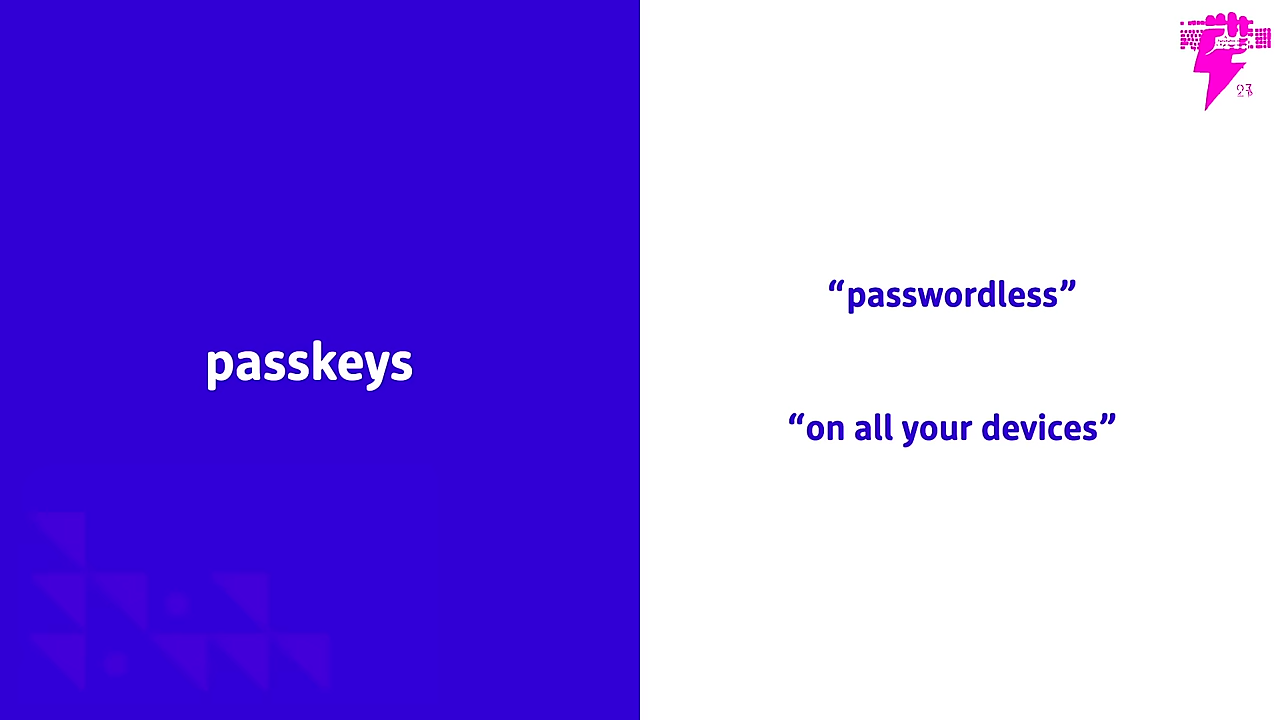 passkeys
“passwordless”
“on all your devices”